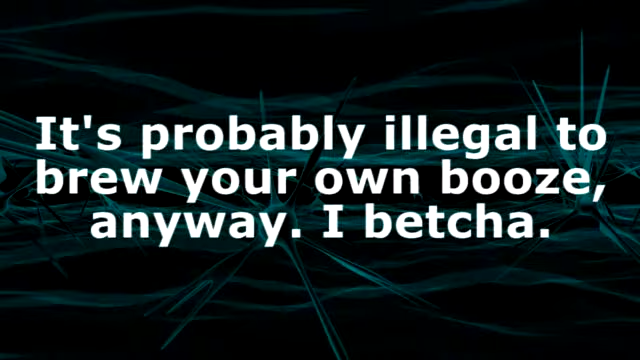 It's probably illegal to
brew your own booze,
anyway. I betcha.